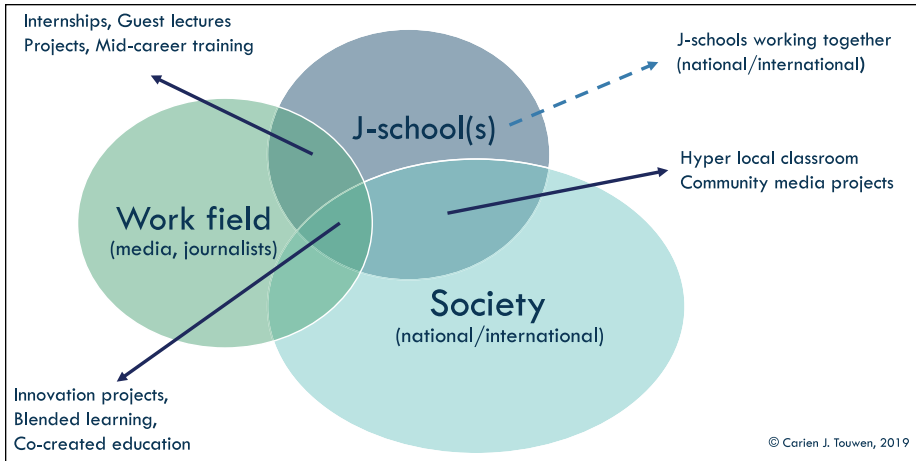 Internships, Guest lectures
Projects, Mid-career training
J-schools working together
(national/international)
J-school(s)
Hyper local classroom
Community media projects
Work field
(media, journalists)
Society
(national/international)
Innovation projects,
Blended learning,
Co-created education
© Carien J. Touwen, 2019